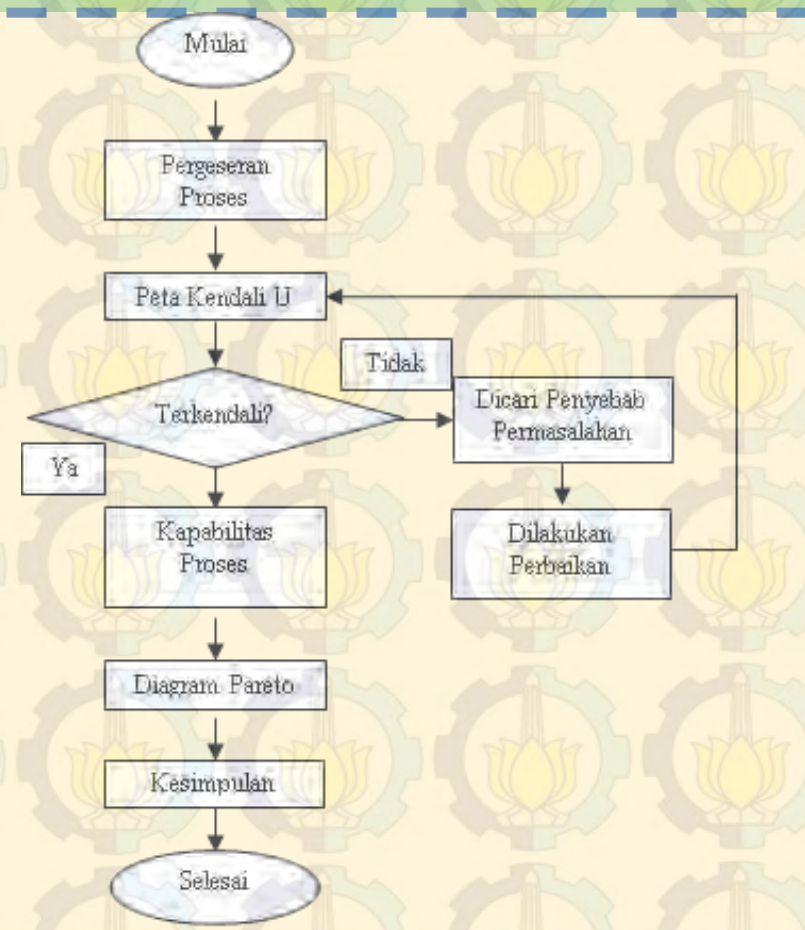 Mulai
Pergeseran
Proses
Peta Kendali U
Tidak
Terkendali?
Dicari Penyebab
Permasalahan
Ya
Kapabilitas
Proses
Dilakukan
Perbaikan
Diagram Pareto
Kesimpulan
Selesai